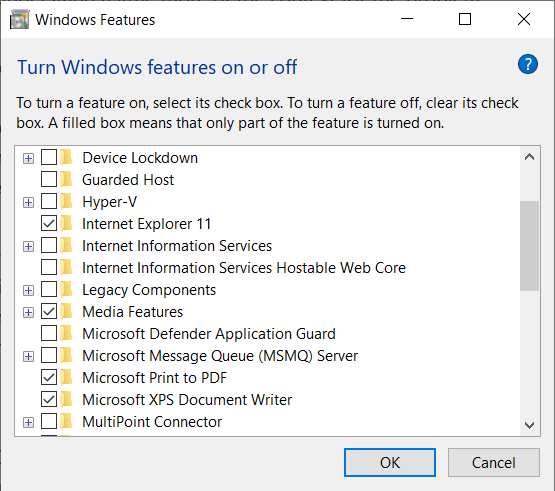 Windows Features
Turn Windows features on or off
?
To turn a feature on, select its check box. To turn a feature off, clear its check
box. A filled box means that only part of the feature is turned on.
Device Lockdown
Guarded Host
Hyper-V
Internet Explorer 11
Internet Information Services
Internet Information Services Hostable Web Core
Legacy Components
Media Features
Microsoft Defender Application Guard
Microsoft Message Queue (MSMQ) Server
Microsoft Print to PDF
Microsoft XPS Document Writer
MultiPoint Connector
OK Cancel